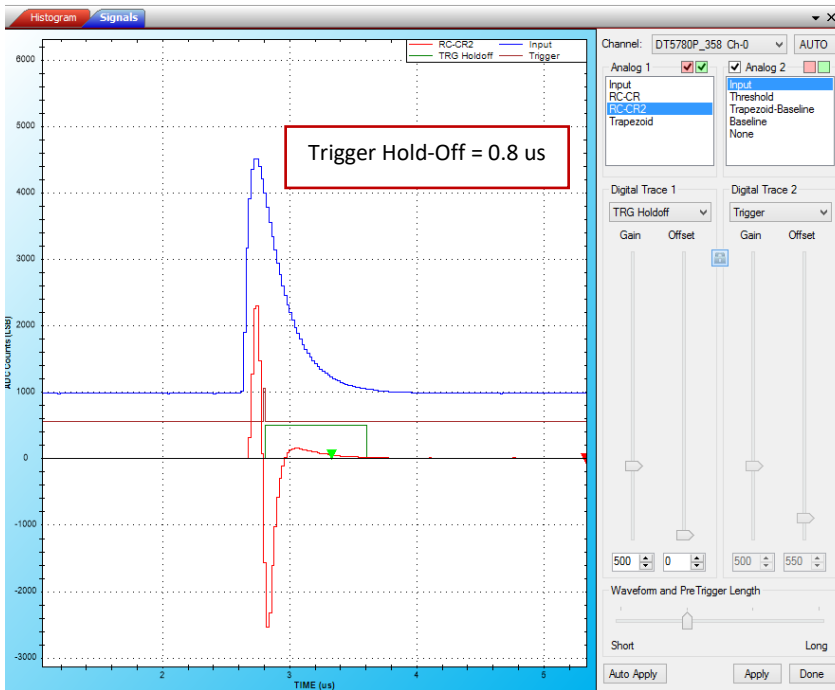 Histogram Signals
RC-CR2 Input
TRG Holdoff Trigger
6000
5000
4000
3000
2000
1000
0
-1000
-2000
-3000
ADC Counts (LSB)
Trigger Hold-Off = 0.8 us
2 3 4 5
TIME (us)
Channel: DT5780P_358 Ch-0 AUTO
Analog 1 Analog 2
Input
RC-CR
RC-CR2
Trapezoid
Input
Threshold
Trapezoid-Baseline
Baseline
None
Digital Trace 1 Digital Trace 2
TRG Holdoff Trigger
Gain Offset Gain Offset
500 0 500 550
Waveform and PreTrigger Length
Short Long
Auto Apply Apply Done